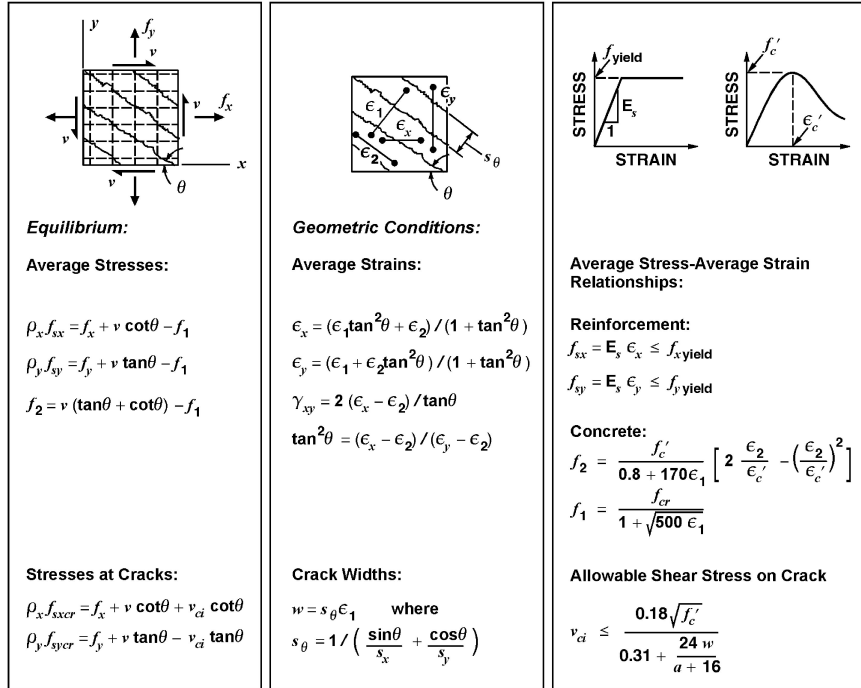 y
f_y
v
f_x
v
v
x
v
θ
Equilibrium:
Average Stresses:
ρ_x f_sx = f_x + v cotθ – f_1
ρ_y f_sy = f_y + v tanθ – f_1
f_2 = v (tanθ + cotθ) – f_1
Stresses at Cracks:
ρ_x f_sxcr = f_x + v cotθ + v_ci cotθ
ρ_y f_sycr = f_y + v tanθ – v_ci tanθ
ϵ_1
ϵ_y
ϵ_x
ϵ_2
s_θ
θ
Geometric Conditions:
Average Strains:
ϵ_x = (ϵ_1 tan²θ + ϵ_2) / (1 + tan²θ)
ϵ_y = (ϵ_1 + ϵ_2 tan²θ) / (1 + tan²θ)
γ_xy = 2 (ϵ_x – ϵ_2) / tanθ
tan²θ = (ϵ_x – ϵ_2) / (ϵ_y – ϵ_2)
Crack Widths:
w = s_θ ϵ_1 where
s_θ = 1 / ( sinθ / s_x + cosθ / s_y )
f_yield
STRESS
E_s
1
STRAIN
f_c′
STRESS
ϵ_c′
STRAIN
Average Stress-Average Strain
Relationships:
Reinforcement:
f_sx = E_s ϵ_x ≤ f_x yield
f_sy = E_s ϵ_y ≤ f_y yield
Concrete:
f_2 = f_c′ / (0.8 + 170ϵ_1) [ 2 ϵ_2 / ϵ_c′ – (ϵ_2 / ϵ_c′)² ]
f_1 = f_cr / (1 + √(500 ϵ_1))
Allowable Shear Stress on Crack
v_ci ≤ 0.18√(f_c′) / (0.31 + 24 w / (a + 16))